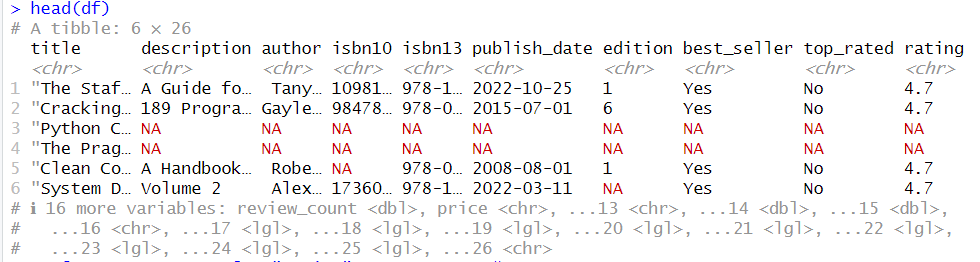 > head(df)
# A tibble: 6 × 26
title description author isbn10 isbn13 publish_date edition best_seller top_rated rating
<chr> <chr> <chr> <chr> <chr> <chr> <chr> <chr> <chr> <chr>
1 "The Staf… A Guide fo… Tany… 10981… 978-1… 2022-10-25 1 Yes No 4.7
2 "Cracking… 189 Progra… Gayle… 98478… 978-0… 2015-07-01 6 Yes No 4.7
3 "Python C… NA NA NA NA NA NA NA NA NA
4 "The Prag… NA NA NA NA NA NA NA NA NA
5 "Clean Co… A Handbook… Robe… NA 978-0… 2008-08-01 1 Yes No 4.7
6 "System D… Volume 2 Alex… 17360… 978-1… 2022-03-11 NA Yes No 4.7
# ℹ 16 more variables: review_count <dbl>, price <chr>, ...13 <chr>, ...14 <dbl>, ...15 <dbl>,
# ...16 <chr>, ...17 <lgl>, ...18 <lgl>, ...19 <lgl>, ...20 <lgl>, ...21 <lgl>, ...22 <lgl>,
# ...23 <lgl>, ...24 <lgl>, ...25 <lgl>, ...26 <chr>